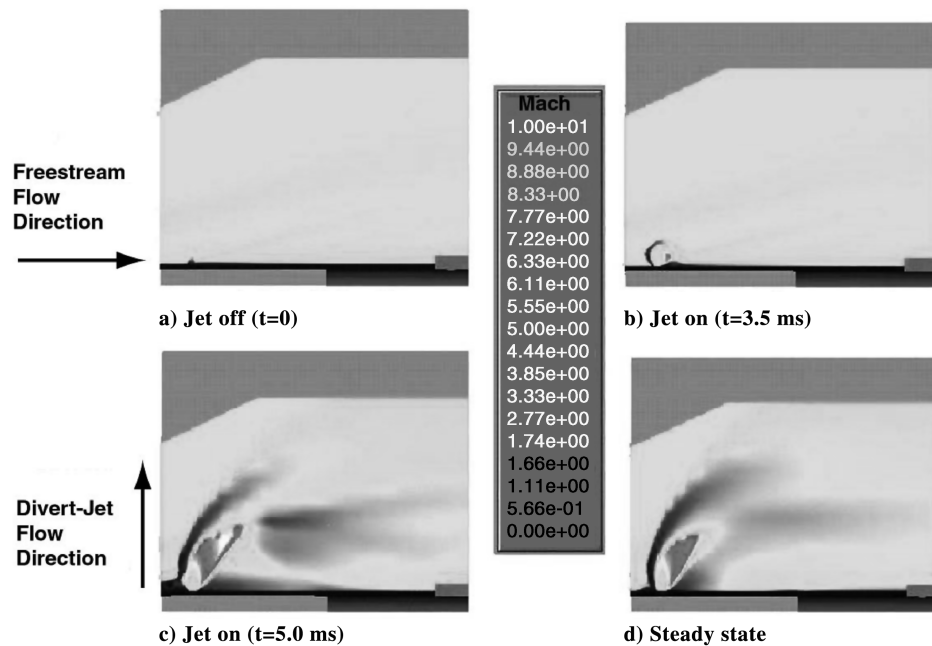 Freestream
Flow
Direction
a) Jet off (t=0)
Mach
1.00e+01
9.44e+00
8.88e+00
8.33+00
7.77e+00
7.22e+00
6.33e+00
6.11e+00
5.55e+00
5.00e+00
4.44e+00
3.85e+00
3.33e+00
2.77e+00
1.74e+00
1.66e+00
1.11e+00
5.66e-01
0.00e+00
b) Jet on (t=3.5 ms)
Divert-Jet
Flow
Direction
c) Jet on (t=5.0 ms)
d) Steady state